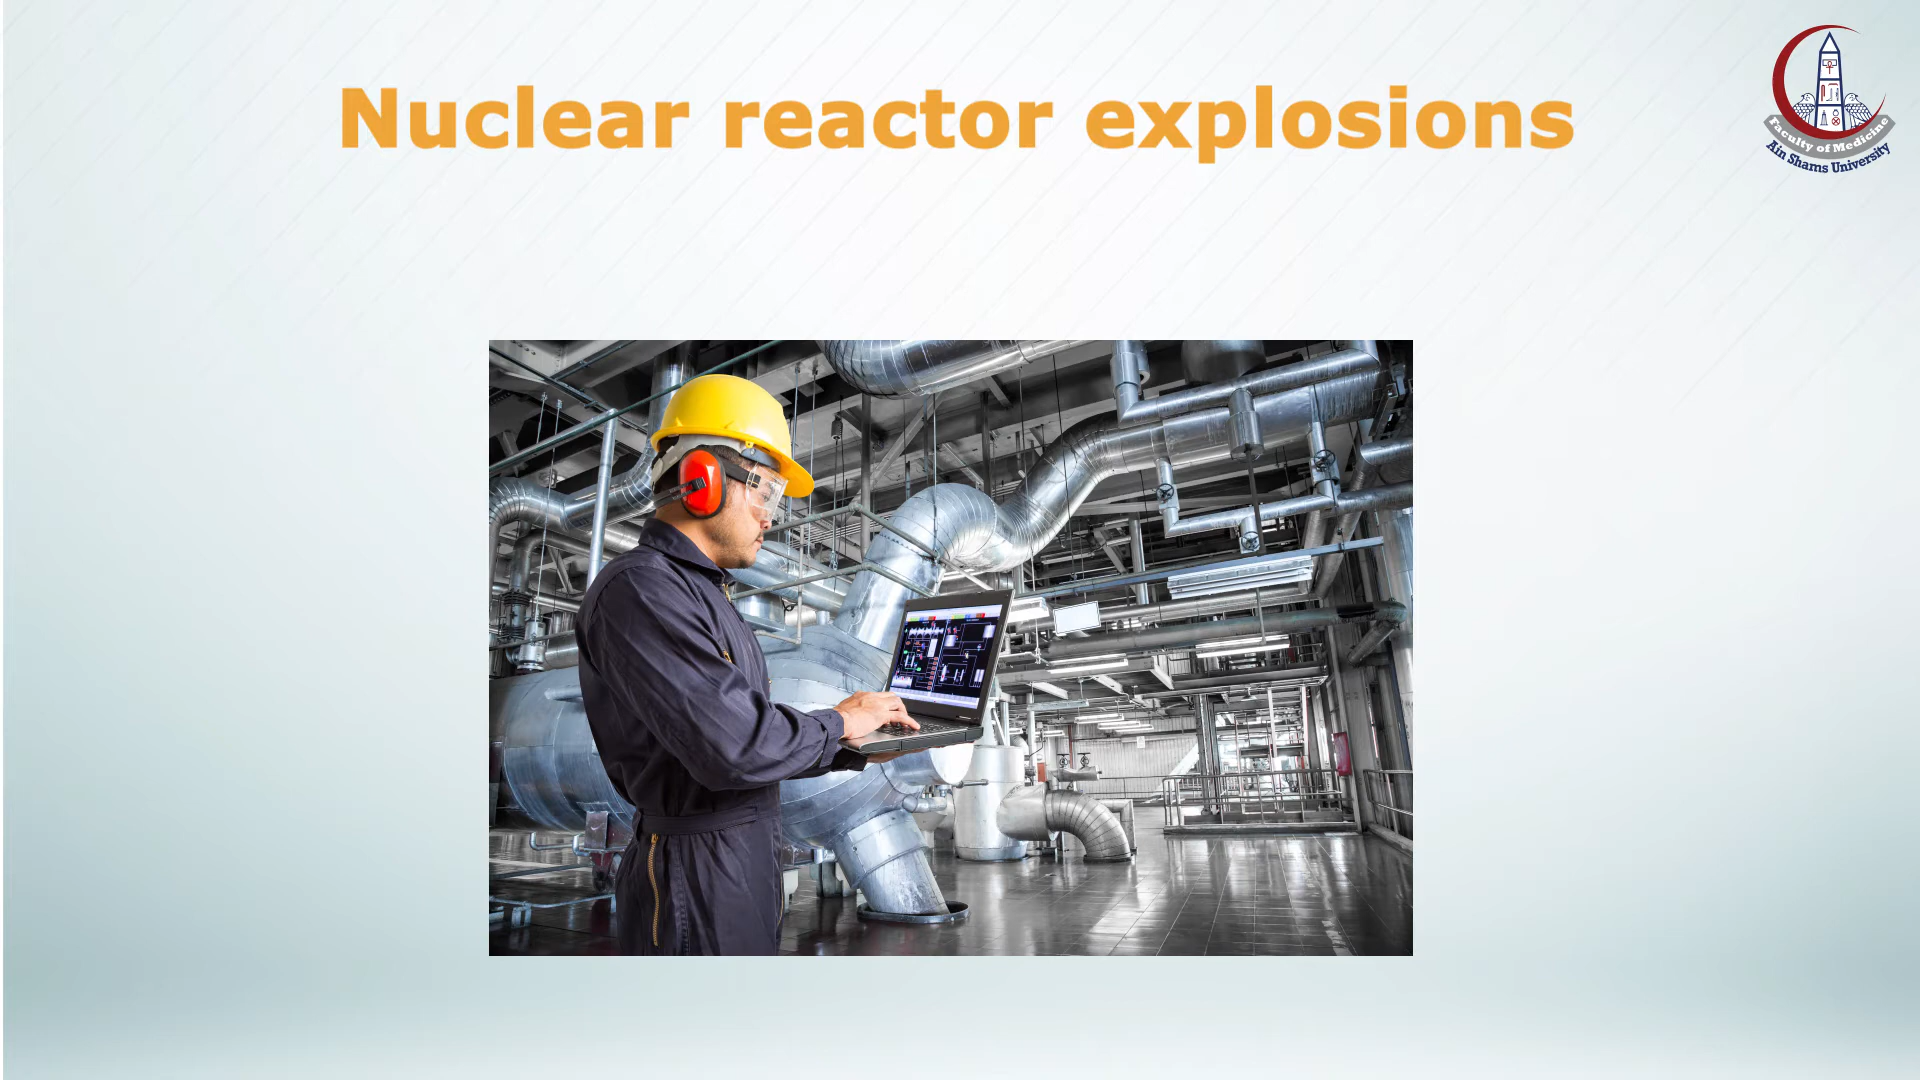 Nuclear reactor explosions
Faculty of Medicine
Ain Shams University